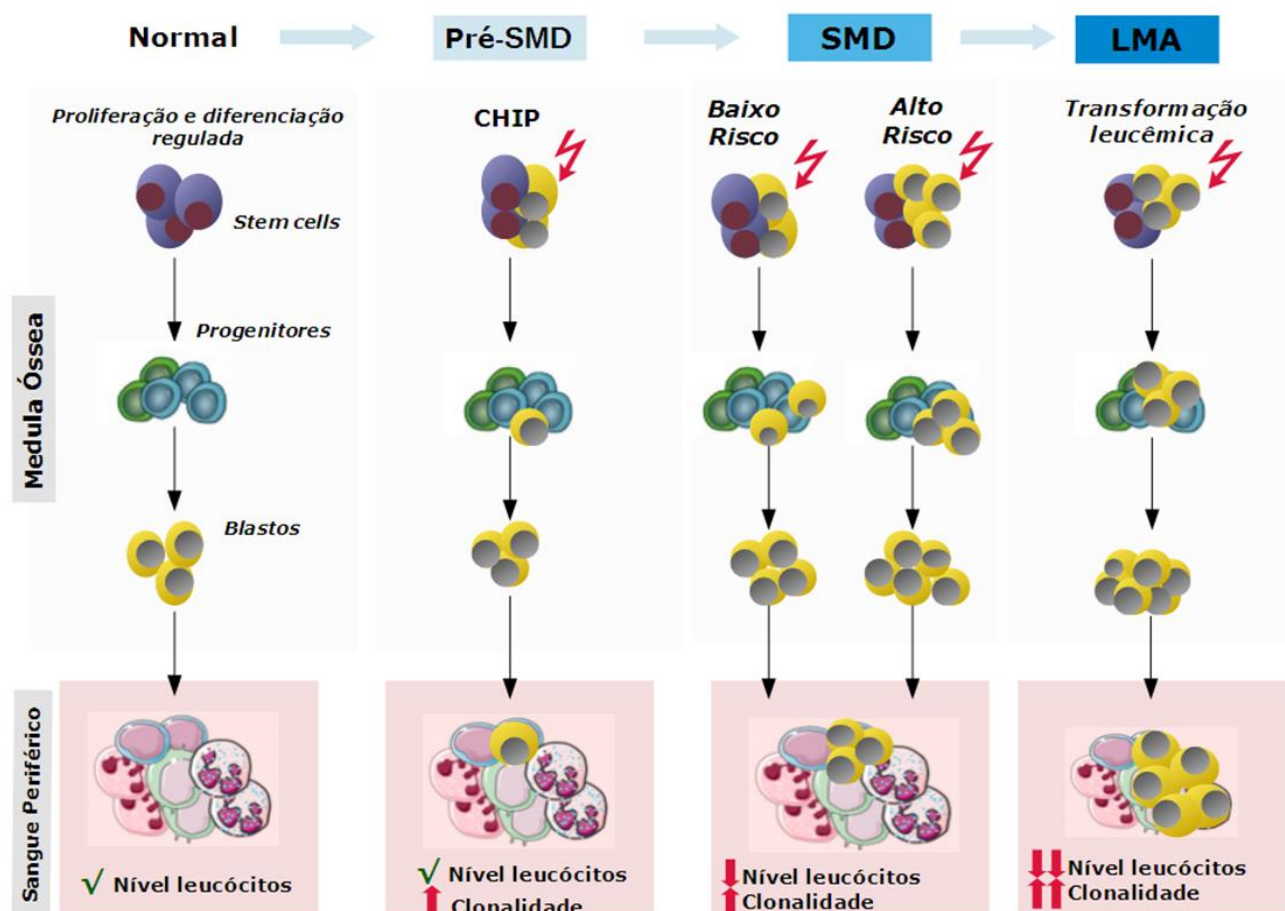 Normal
Pré-SMD
SMD
LMA
Proliferação e diferenciação
regulada
CHIP
Baixo
Risco
Alto
Risco
Transformação
leucêmica
Stem cells
Progenitores
Blastos
Medula Óssea
Sangue Periférico
√ Nível leucócitos
√ Nível leucócitos
Clonalidade
Nível leucócitos
Clonalidade
Nível leucócitos
Clonalidade